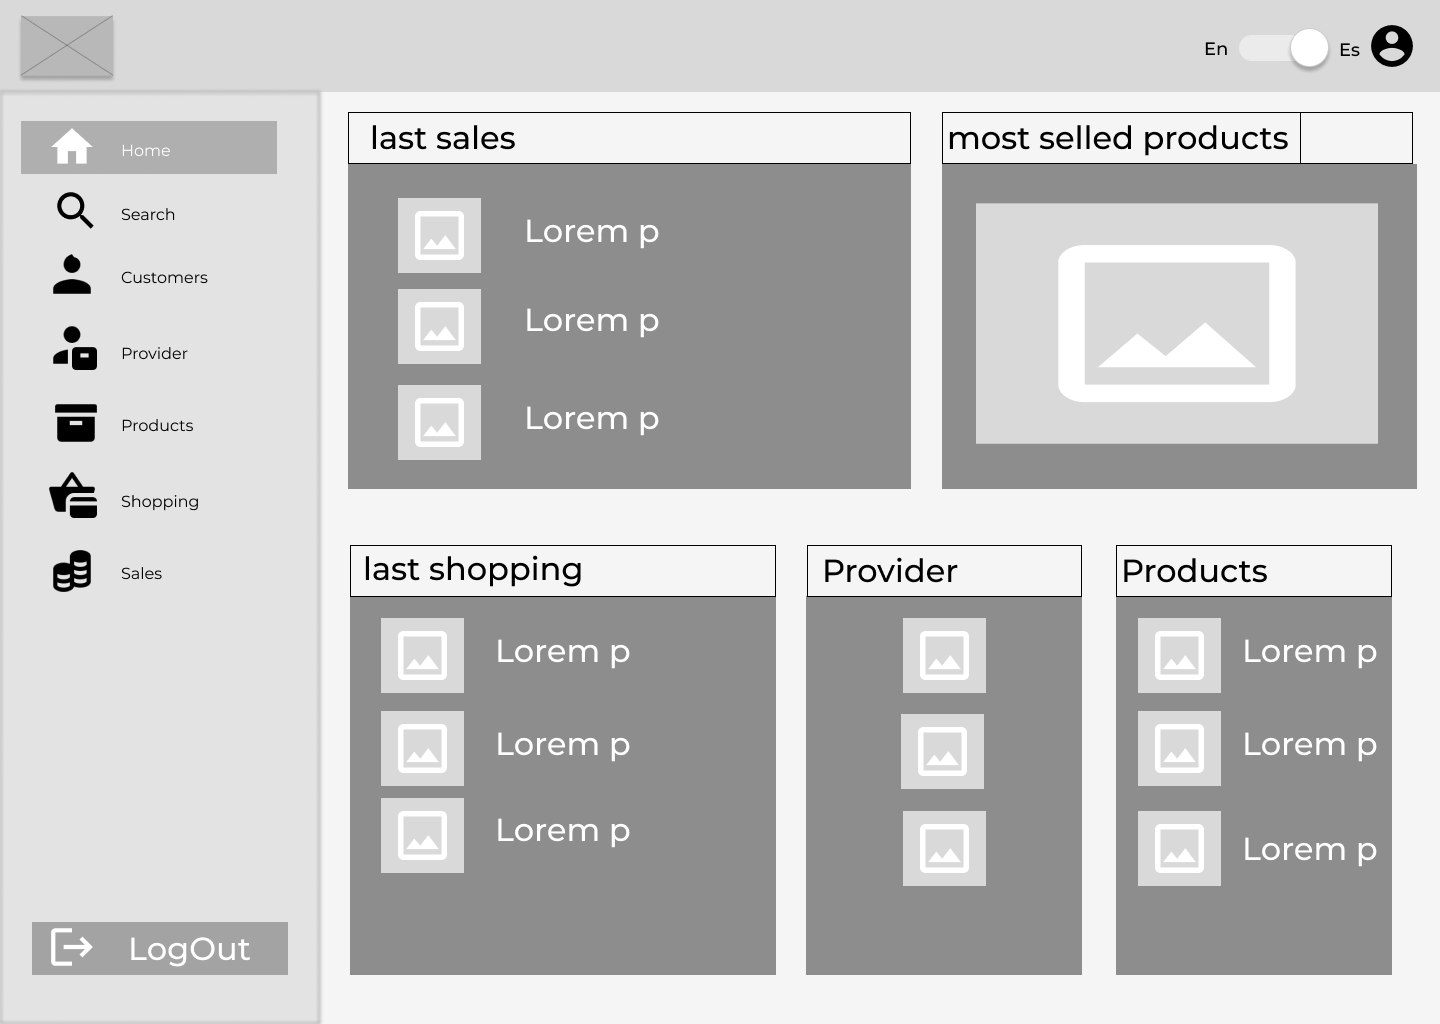 En
Es
Home
Search
Customers
Provider
Products
Shopping
Sales
LogOut
last sales
Lorem p
Lorem p
Lorem p
most selled products
last shopping
Lorem p
Lorem p
Lorem p
Provider
Products
Lorem p
Lorem p
Lorem p